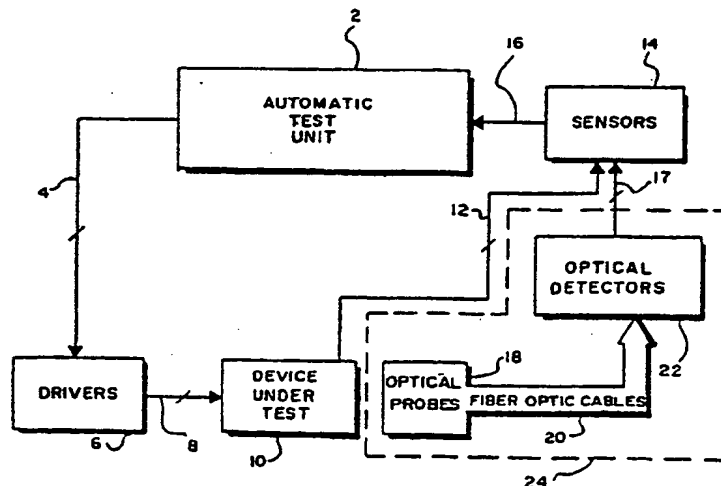 2
16
14
AUTOMATIC
TEST
UNIT
SENSORS
4
12
17
OPTICAL
DETECTORS
18
22
DRIVERS
DEVICE
UNDER
TEST
OPTICAL
PROBES
FIBER OPTIC CABLES
6
8
10
20
24